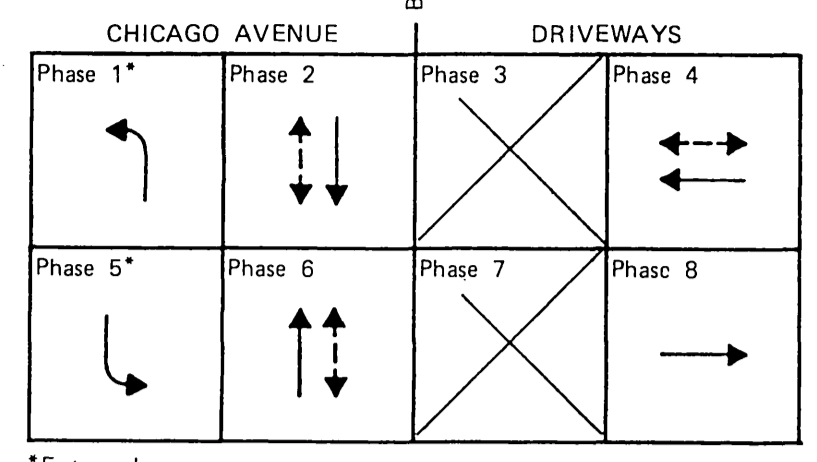 B
CHICAGO AVENUE DRIVEWAYS
Phase 1* Phase 2 Phase 3 Phase 4
Phase 5* Phase 6 Phase 7 Phasc 8